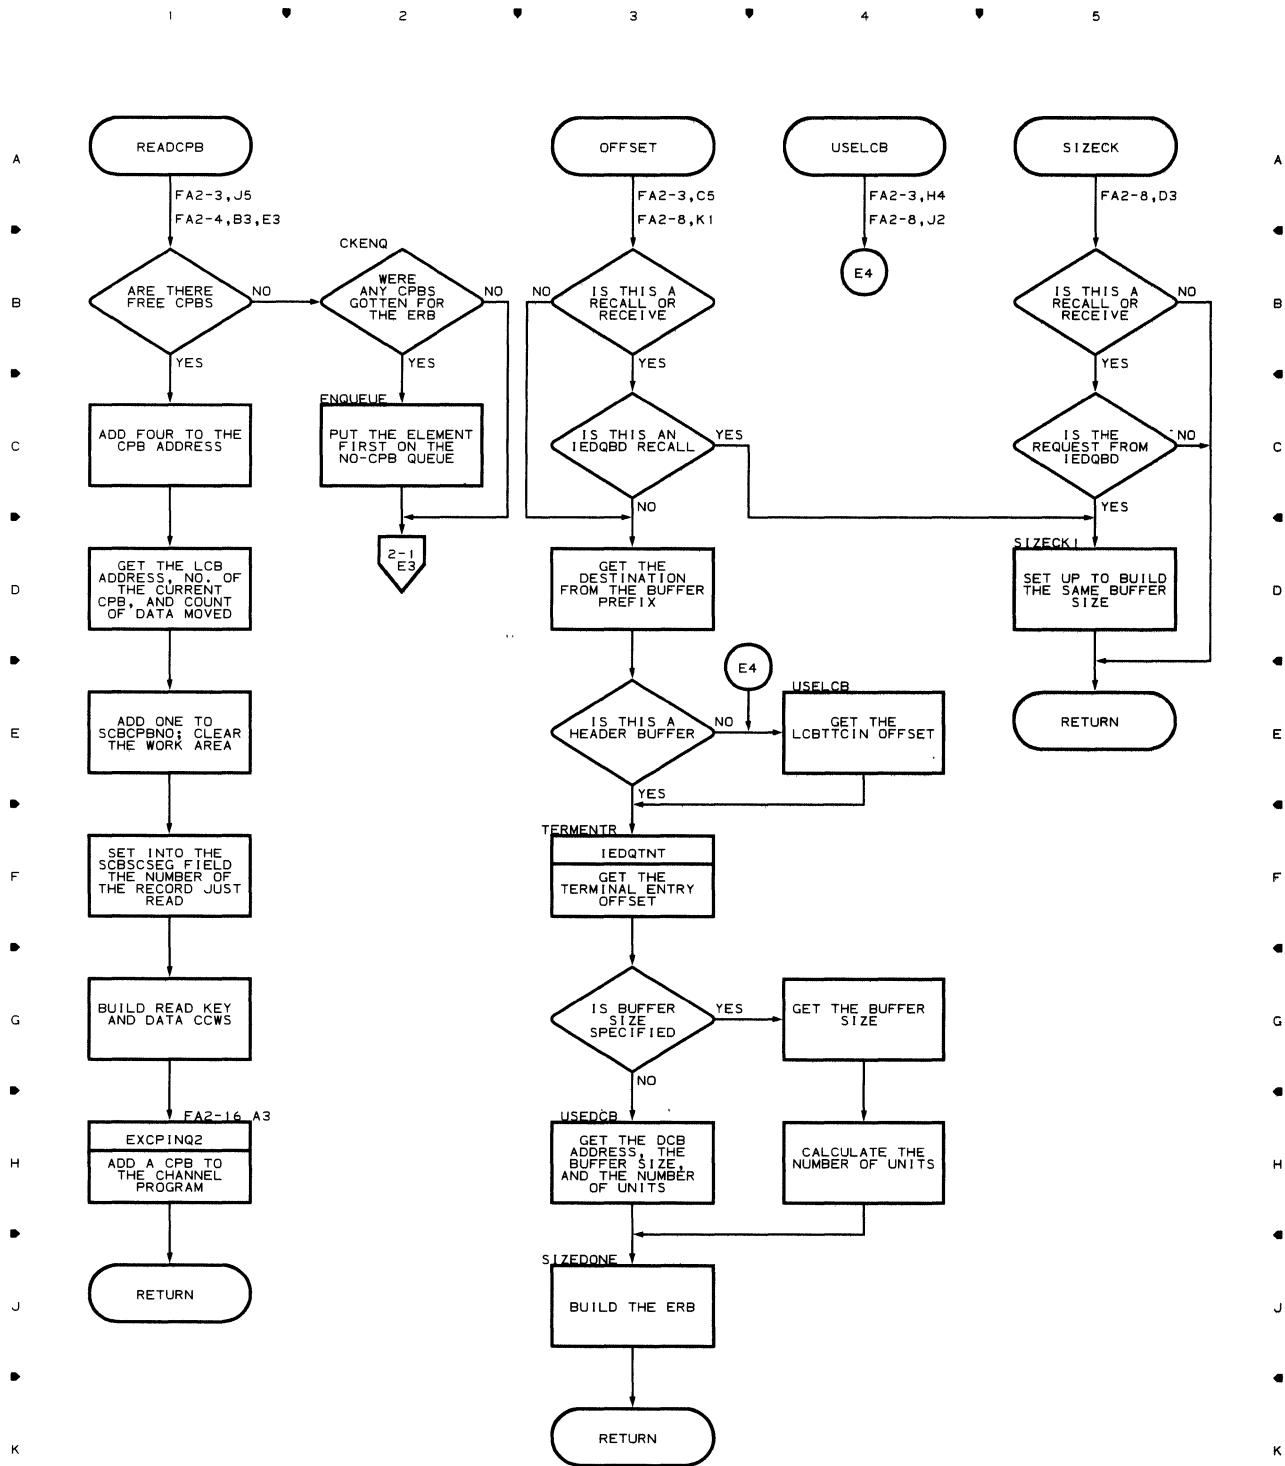 1 2 3 4 5
A
READCPB
OFFSET
USELCB
SIZECK
A
FA2-3,J5
FA2-4,B3,E3
FA2-3,C5
FA2-8,K1
FA2-3,H4
FA2-8,J2
FA2-8,D3
B
ARE THERE
FREE CPBS
NO
YES
CKENQ
WERE
ANY CPBS
GOTTEN FOR
THE ERB
NO
YES
NO
IS THIS A
RECALL OR
RECEIVE
YES
E4
IS THIS A
RECALL OR
RECEIVE
NO
YES
B
C
ADD FOUR TO THE
CPB ADDRESS
ENQUEUE
PUT THE ELEMENT
FIRST ON THE
NO-CPB QUEUE
IS THIS AN
IEDQBD RECALL
YES
NO
IS THE
REQUEST FROM
IEDQBD
NO
YES
C
D
GET THE LCB
ADDRESS, NO. OF
THE CURRENT
CPB, AND COUNT
OF DATA MOVED
2-1
E3
GET THE
DESTINATION
FROM THE BUFFER
PREFIX
SIZECK1
SET UP TO BUILD
THE SAME BUFFER
SIZE
D
E
ADD ONE TO
SCBCPBNO; CLEAR
THE WORK AREA
IS THIS A
HEADER BUFFER
NO
YES
E4
USELCB
GET THE
LCBTTCIN OFFSET
RETURN
E
F
SET INTO THE
SCBSCSEG FIELD
THE NUMBER OF
THE RECORD JUST
READ
TERMENTR
IEDQTNT
GET THE
TERMINAL ENTRY
OFFSET
F
G
BUILD READ KEY
AND DATA CCWS
IS BUFFER
SIZE
SPECIFIED
YES
NO
GET THE BUFFER
SIZE
G
H
FA2-16 A3
EXCPINQ2
ADD A CPB TO
THE CHANNEL
PROGRAM
USEDCB
GET THE DCB
ADDRESS, THE
BUFFER SIZE,
AND THE NUMBER
OF UNITS
CALCULATE THE
NUMBER OF UNITS
H
J
RETURN
SIZEDONE
BUILD THE ERB
J
K
RETURN
K